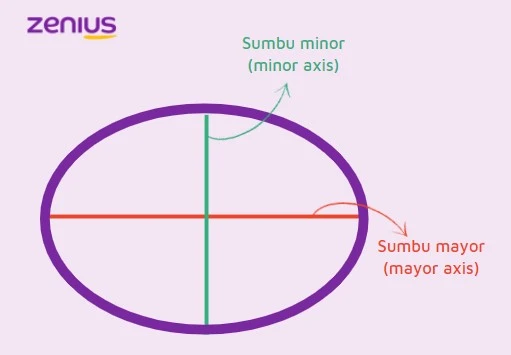 zenius
Sumbu minor
(minor axis)
Sumbu mayor
(mayor axis)